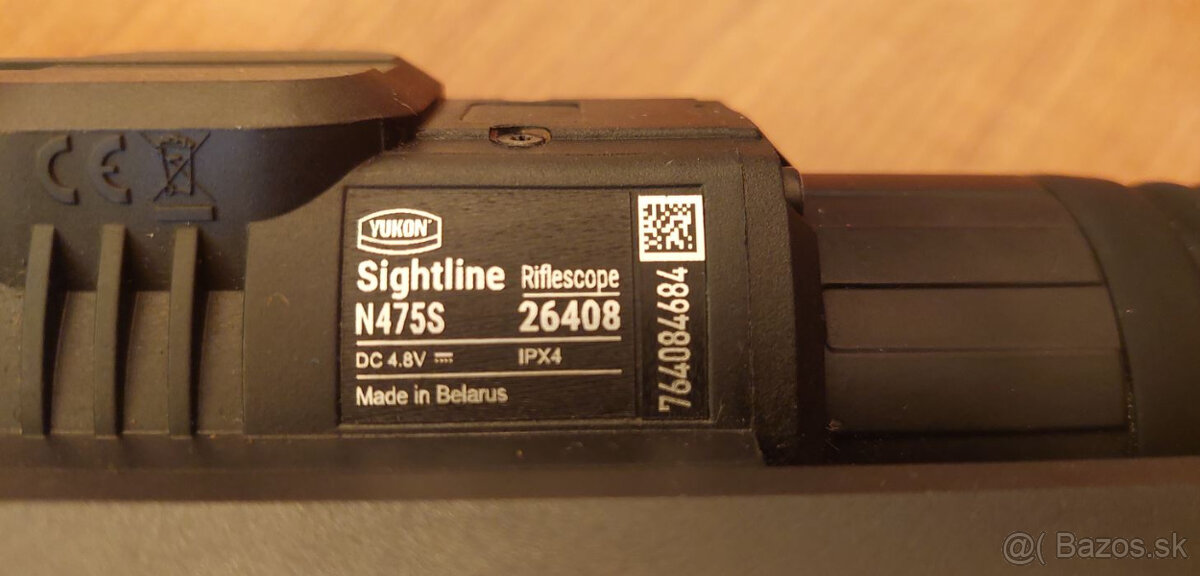 CE
YUKON
Sightline Riflescope
N475S 26408
DC 4.8V IPX4
Made in Belarus
764084684
@( Bazos.sk